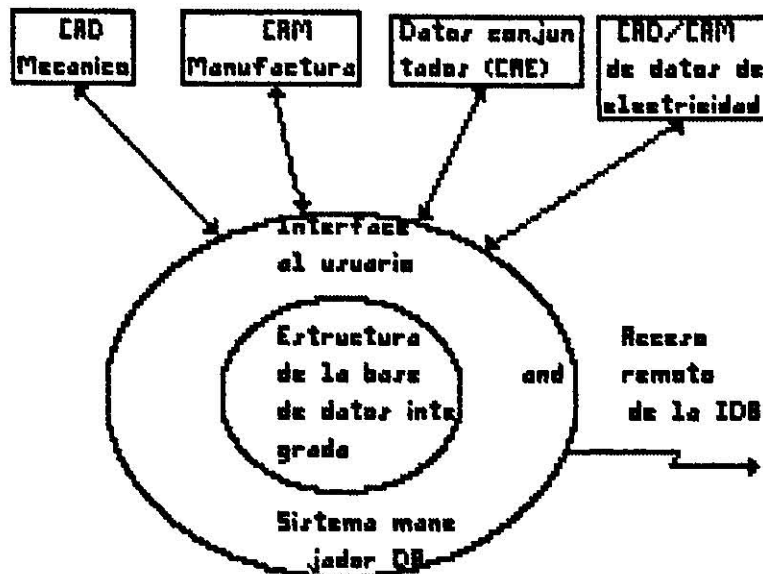 CAD
Mecanico
CAM
Manufactura
Datos conjun
tados (CAE)
CAD/CAM
de datos de
electricidad
Interface
al usuario
Estructura
de la base
de datos inte
grada
and
Acceso
remoto
de la IDB
Sistema mane
jador DB